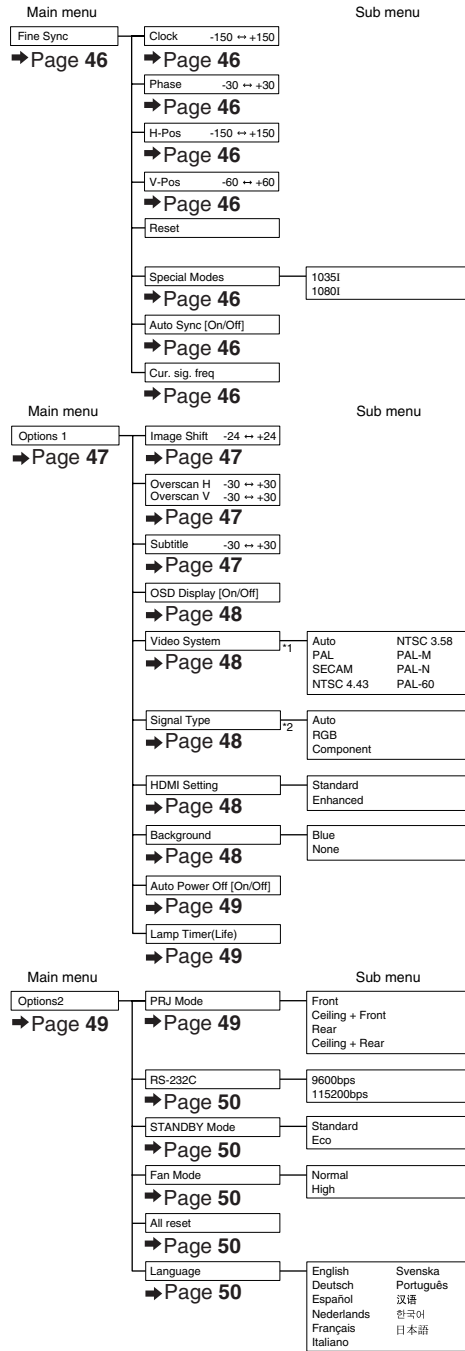 Main menu
Sub menu
Fine Sync
➡Page 46
Clock -150 ↔ +150
➡Page 46
Phase -30 ↔ +30
➡Page 46
H-Pos -150 ↔ +150
➡Page 46
V-Pos -60 ↔ +60
➡Page 46
Reset
Special Modes
➡Page 46
1035I
1080I
Auto Sync [On/Off]
➡Page 46
Cur. sig. freq
➡Page 46
Main menu
Sub menu
Options 1
➡Page 47
Image Shift -24 ↔ +24
➡Page 47
Overscan H -30 ↔ +30
Overscan V -30 ↔ +30
➡Page 47
Subtitle -30 ↔ +30
➡Page 47
OSD Display [On/Off]
➡Page 48
Video System
➡Page 48
*1
Auto NTSC 3.58
PAL PAL-M
SECAM PAL-N
NTSC 4.43 PAL-60
Signal Type
➡Page 48
*2
Auto
RGB
Component
HDMI Setting
➡Page 48
Standard
Enhanced
Background
➡Page 48
Blue
None
Auto Power Off [On/Off]
➡Page 49
Lamp Timer(Life)
➡Page 49
Main menu
Sub menu
Options2
➡Page 49
PRJ Mode
➡Page 49
Front
Ceiling + Front
Rear
Ceiling + Rear
RS-232C
➡Page 50
9600bps
115200bps
STANDBY Mode
➡Page 50
Standard
Eco
Fan Mode
➡Page 50
Normal
High
All reset
➡Page 50
Language
➡Page 50
English Svenska
Deutsch Português
Español 汉语
Nederlands 한국어
Français 日本語
Italiano